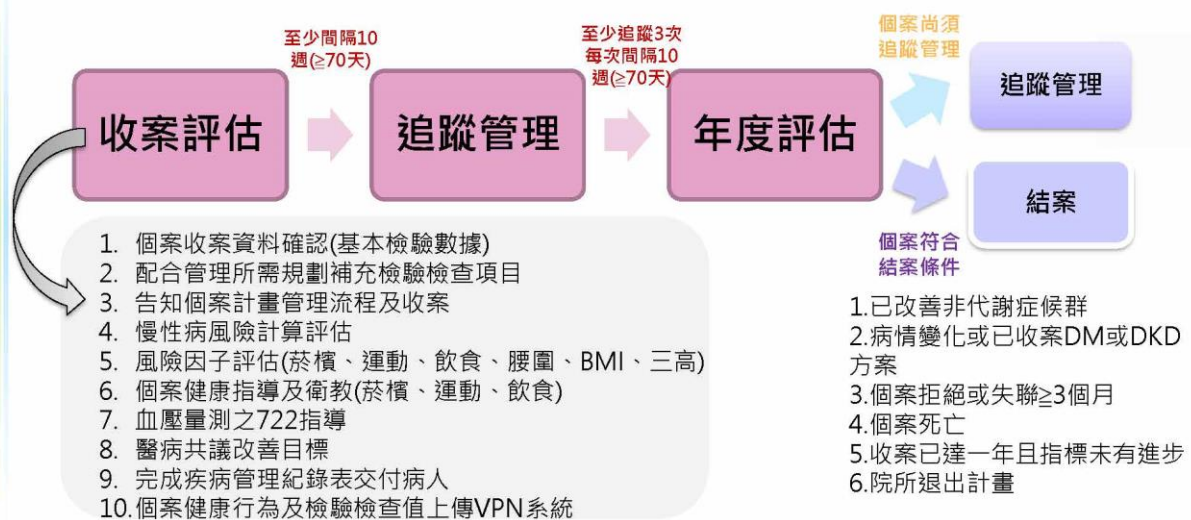 至少間隔10
週(≧70天)
至少追蹤3次
每次間隔10
週(≧70天)
個案尚須
追蹤管理
收案評估
追蹤管理
年度評估
追蹤管理
結案
個案符合
結案條件
1. 個案收案資料確認(基本檢驗數據)
2. 配合管理所需規劃補充檢驗檢查項目
3. 告知個案計畫管理流程及收案
4. 慢性病風險計算評估
5. 風險因子評估(菸檳、運動、飲食、腰圍、BMI、三高)
6. 個案健康指導及衛教(菸檳、運動、飲食)
7. 血壓量測之722指導
8. 醫病共議改善目標
9. 完成疾病管理紀錄表交付病人
10.個案健康行為及檢驗檢查值上傳VPN系統
1.已改善非代謝症候群
2.病情變化或已收案DM或DKD
方案
3.個案拒絕或失聯≧3個月
4.個案死亡
5.收案已達一年且指標未有進步
6.院所退出計畫